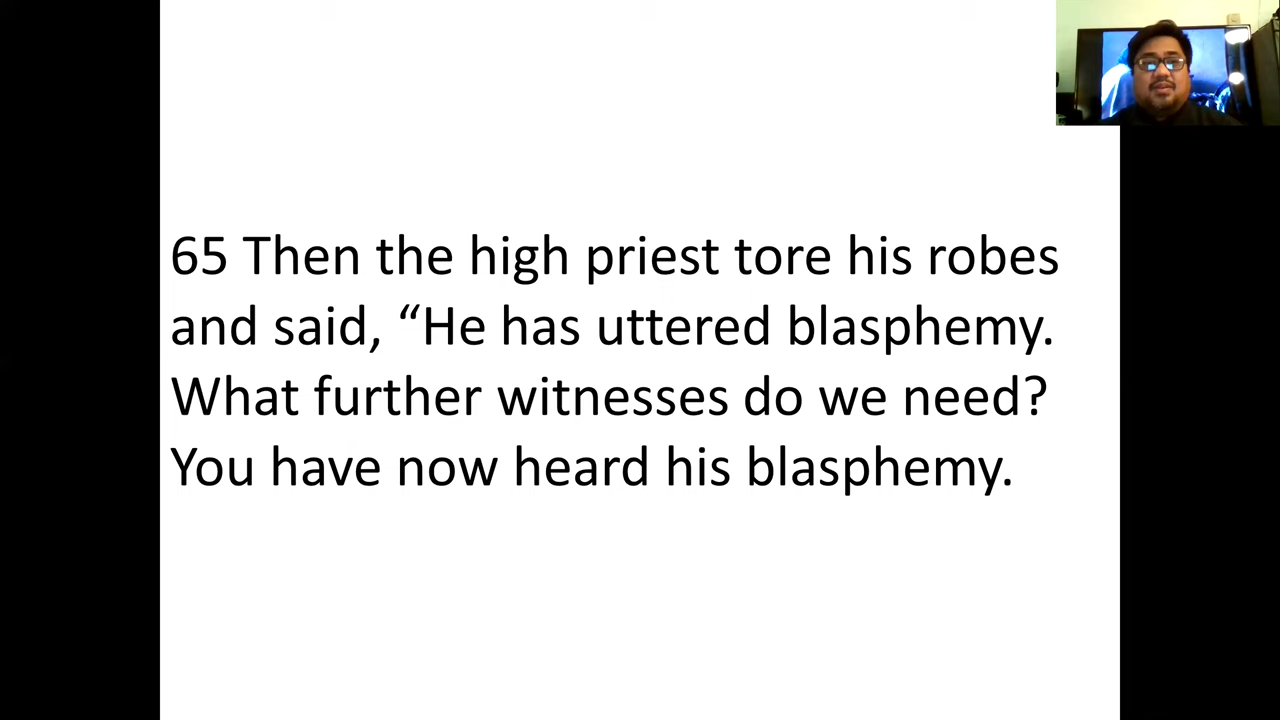 65 Then the high priest tore his robes
and said, “He has uttered blasphemy.
What further witnesses do we need?
You have now heard his blasphemy.